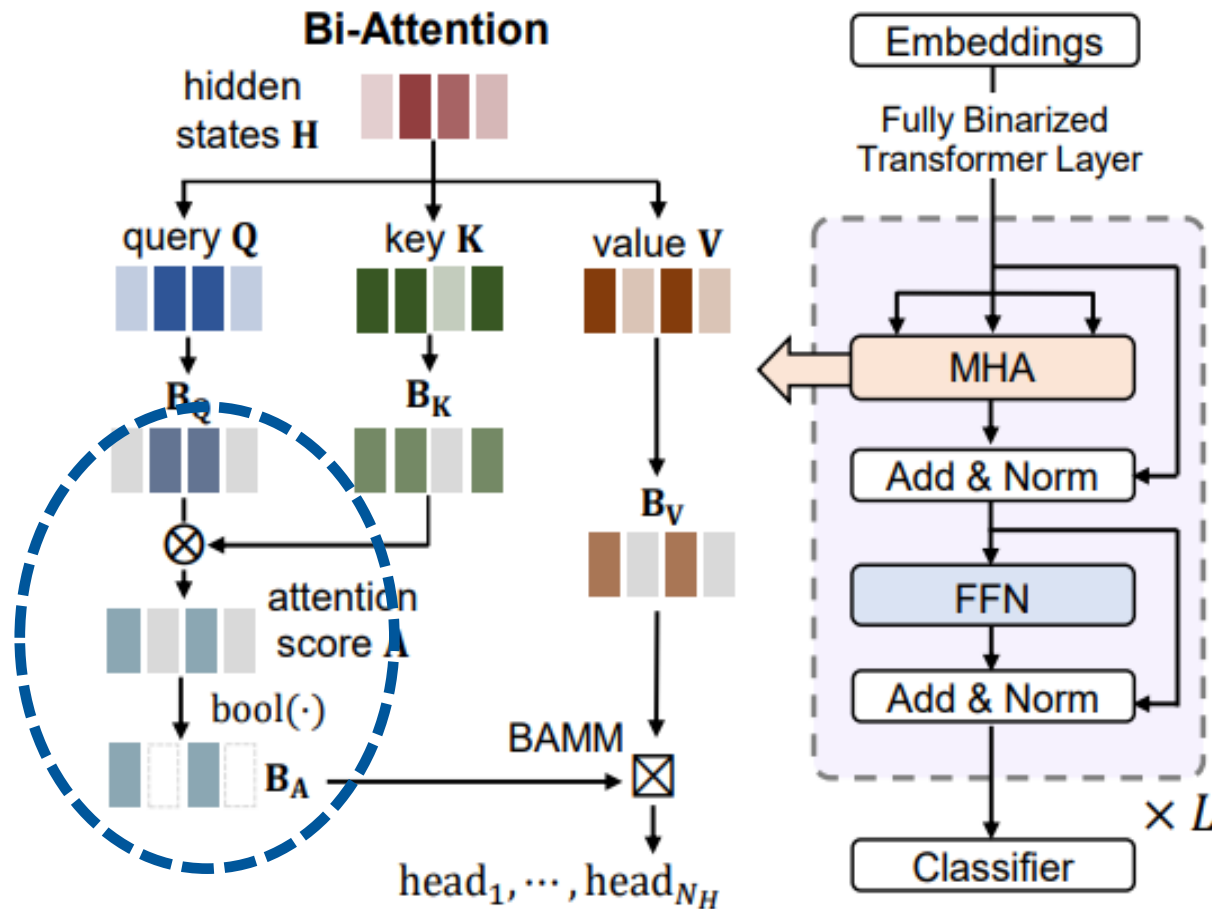 Bi-Attention
hidden
states H
query Q
key K
value V
B_Q
B_K
B_V
attention
score A
bool(·)
B_A
BAMM
head_1, ⋯, head_{N_H}
Embeddings
Fully Binarized
Transformer Layer
MHA
Add & Norm
FFN
Add & Norm
× L
Classifier